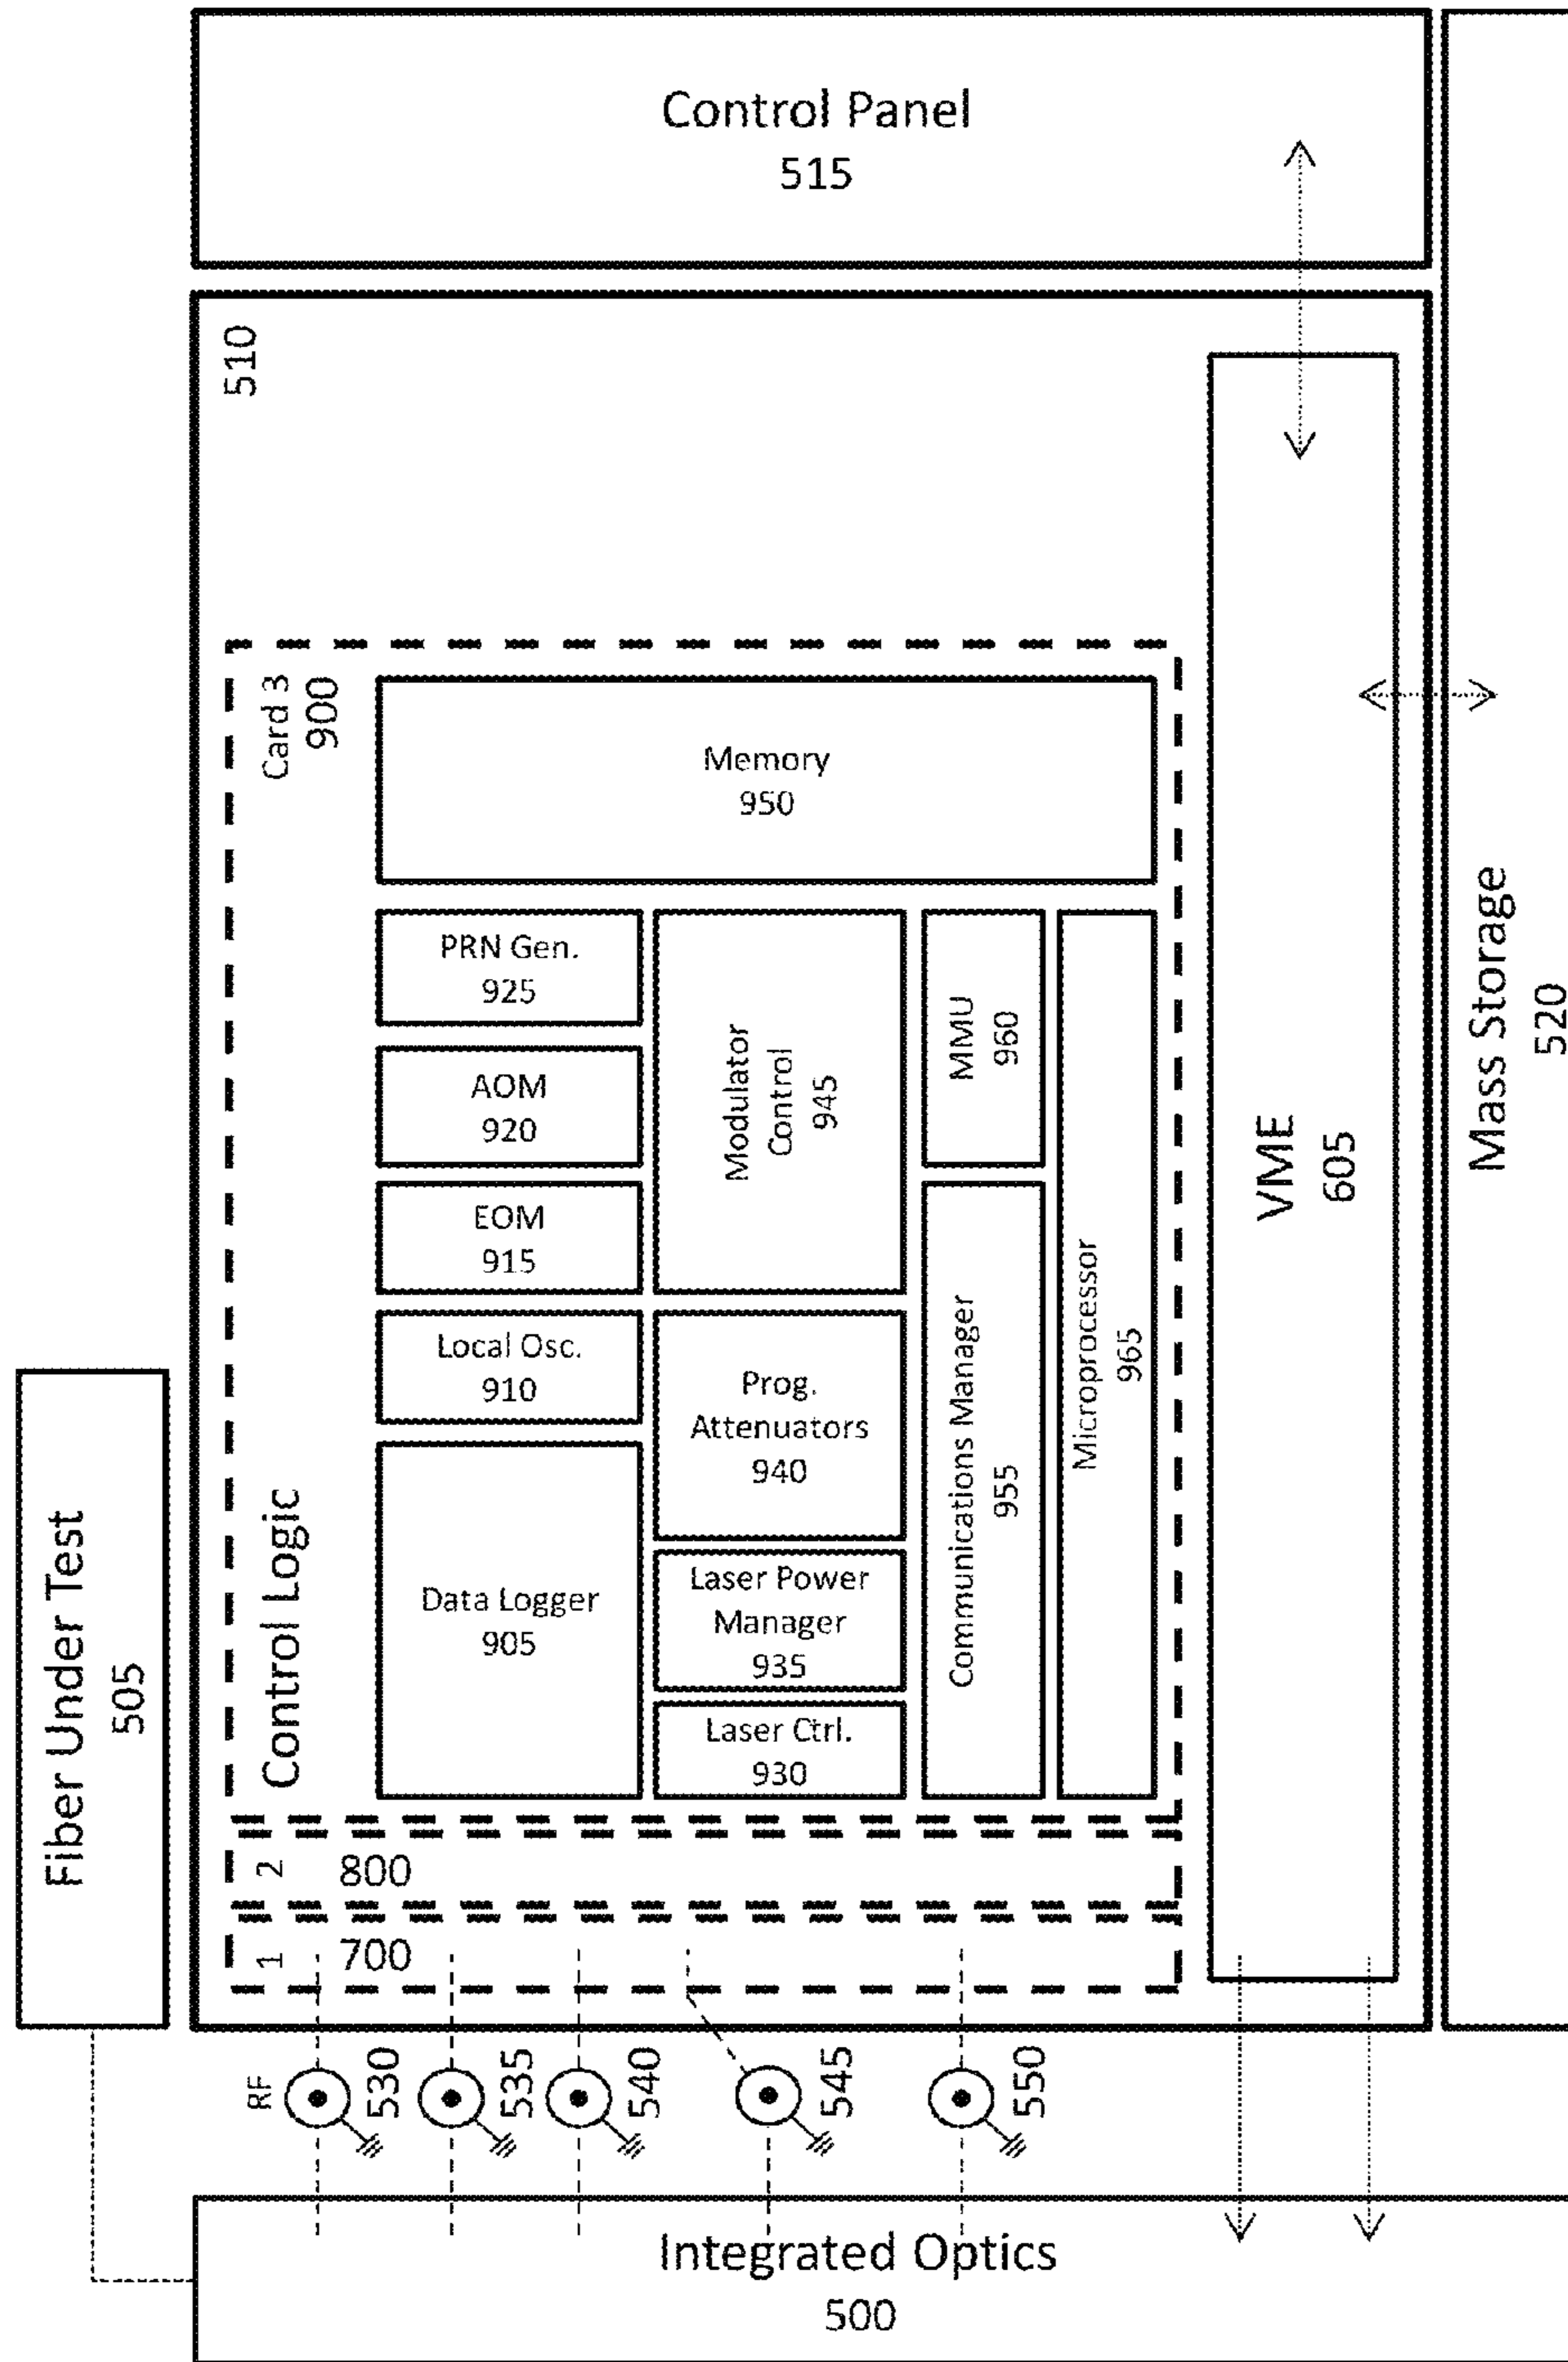 Control Panel
515
510
Card 3
900
Memory
950
PRN Gen.
925
AOM
920
EOM
915
Local Osc.
910
Data Logger
905
Modulator
Control
945
Prog.
Attenuators
940
Laser Power
Manager
935
Laser Ctrl.
930
MMU
960
Communications Manager
955
Microprocessor
965
Control Logic
2
800
1
700
VME
605
Mass Storage
520
Fiber Under Test
505
RF
530
535
540
545
550
Integrated Optics
500